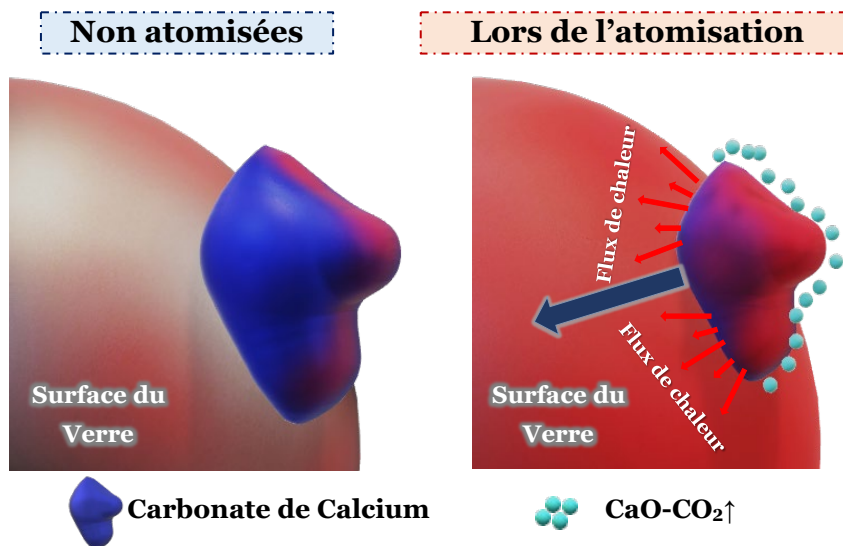 Non atomisées
Lors de l’atomisation
Surface du
Verre
Flux de chaleur
Flux de chaleur
Surface du
Verre
Carbonate de Calcium
CaO-CO₂↑